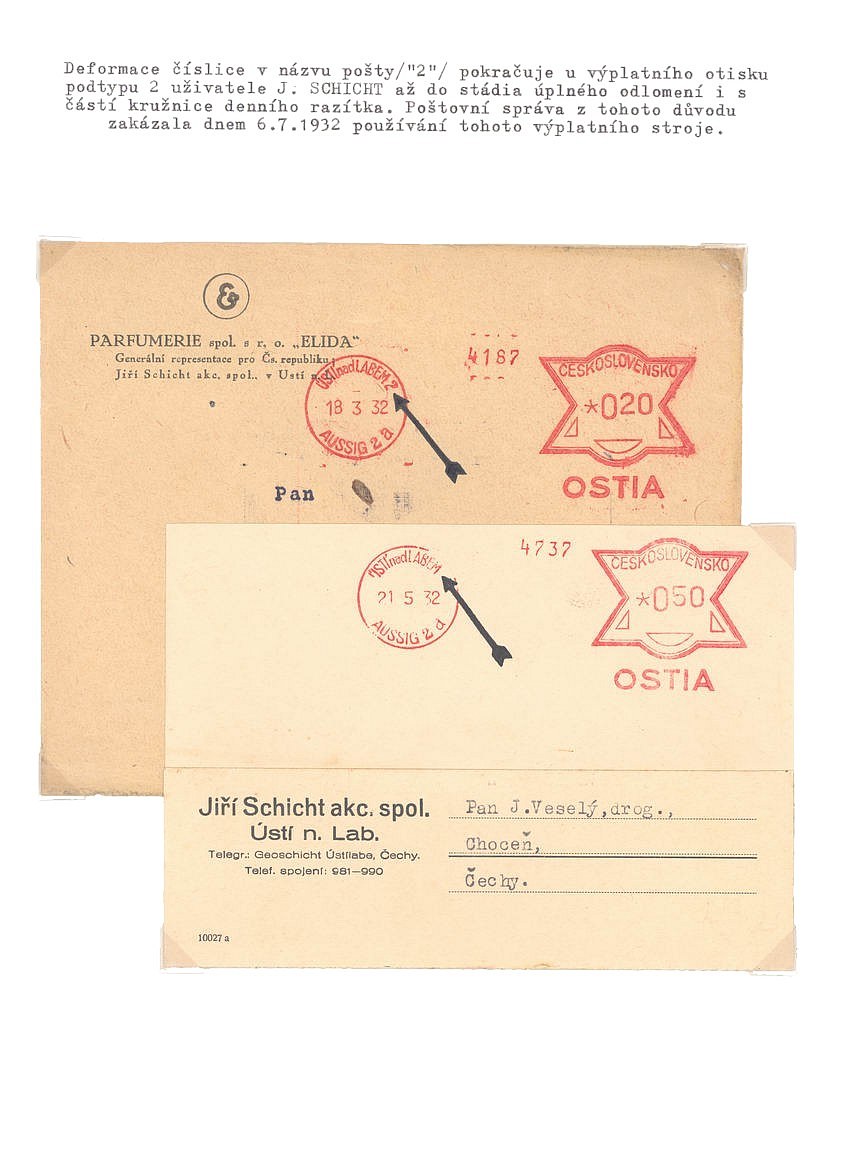 Deformace číslice v názvu pošty/"2"/ pokračuje u výplatního otisku
podtypu 2 uživatele J. SCHICHT až do stádia úplného odlomení i s
částí kružnice denního razítka. Poštovní správa z tohoto důvodu
zakázala dnem 6.7.1932 používání tohoto výplatního stroje.
&
PARFUMERIE spol. s r. o. „ELIDA“
Generální representace pro Čs. republiku:
Jiří Schicht akc. spol., v Ústí n.
ÚSTÍ nad LABEM 2
18 3 32
AUSSIG 2 a
4187
ČESKOSLOVENSKO
*020
OSTIA
Pan
ÚSTÍ nad LABEM
21 5 32
AUSSIG 2 a
4737
ČESKOSLOVENSKO
*050
OSTIA
Jiří Schicht akc. spol.
Ústí n. Lab.
Telegr.: Geoschicht Ústílabe, Čechy.
Telef. spojení: 981—990
Pan J.Veselý,drog.,
Choceň,
Čechy.
10027 a